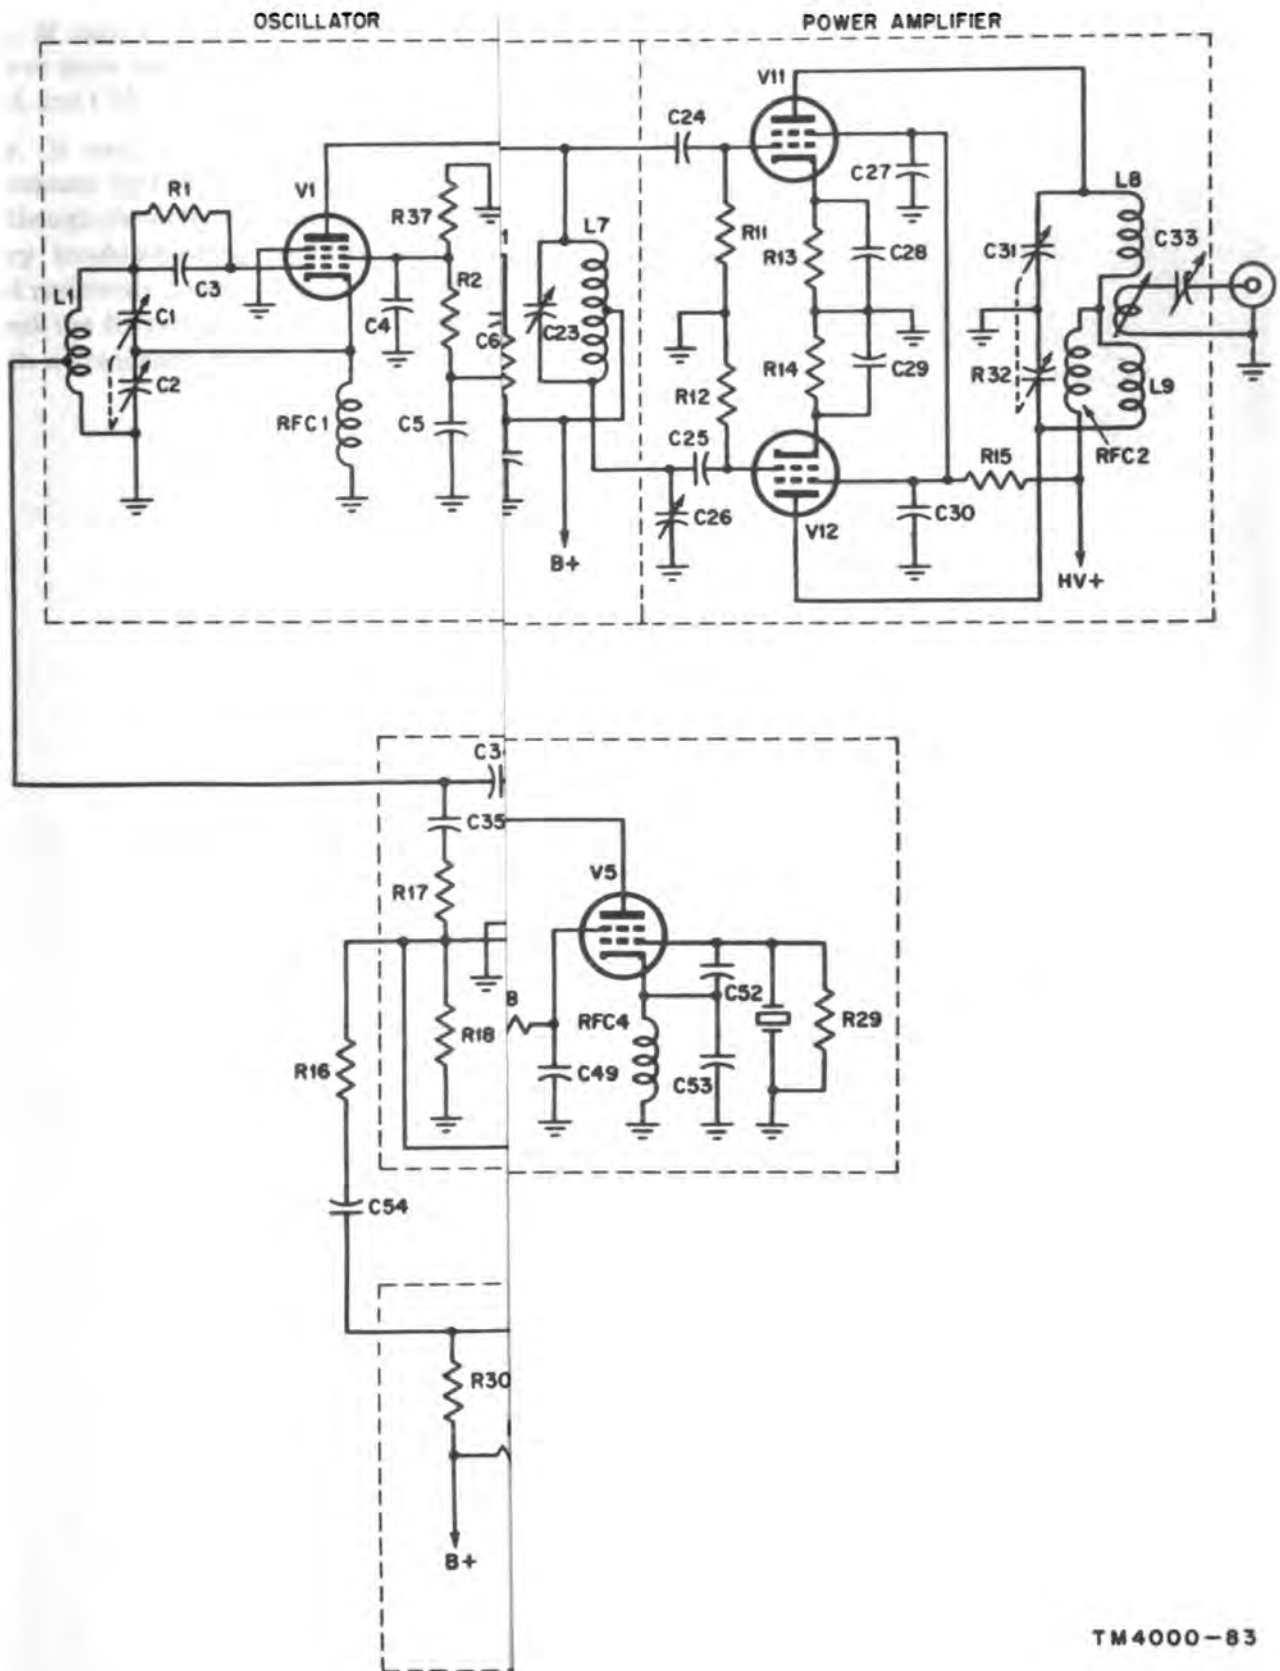 OSCILLATOR
POWER AMPLIFIER
V11
C24
C27
L8
R1
V1
R37
L7
R11
R13
C28
C31
C33
C3
L1
C1
R2
C4
C6
C23
C2
R12
R14
C29
R32
L9
RFC1
C5
C25
R15
RFC2
C26
V12
C30
B+
HV+
C3
C35
V5
R17
B
RFC4
C52
R29
R18
R16
C49
C53
C54
R30
B+
TM4000-83